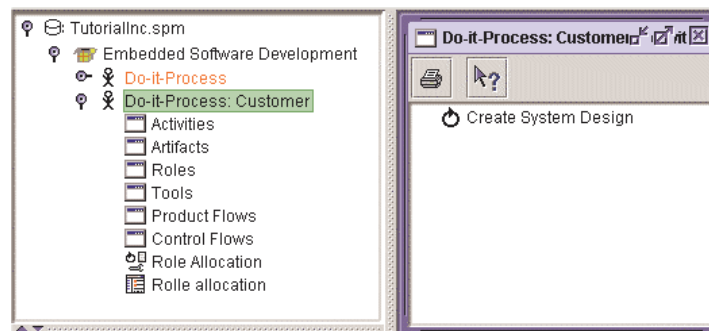 TutorialInc.spm
Embedded Software Development
Do-it-Process
Do-it-Process: Customer
Activities
Artifacts
Roles
Tools
Product Flows
Control Flows
Role Allocation
Rolle allocation
Do-it-Process: Customer
Create System Design